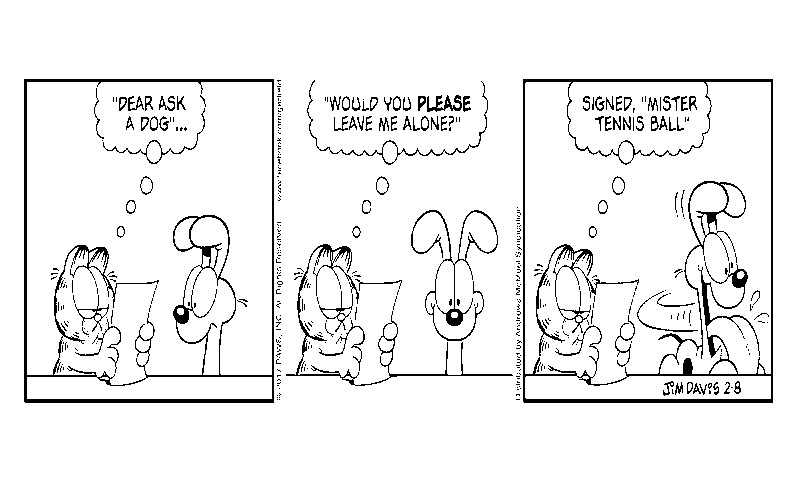 "DEAR ASK
A DOG"...
"WOULD YOU PLEASE
LEAVE ME ALONE?"
SIGNED, "MISTER
TENNIS BALL"
JIM DAVIS 2-8